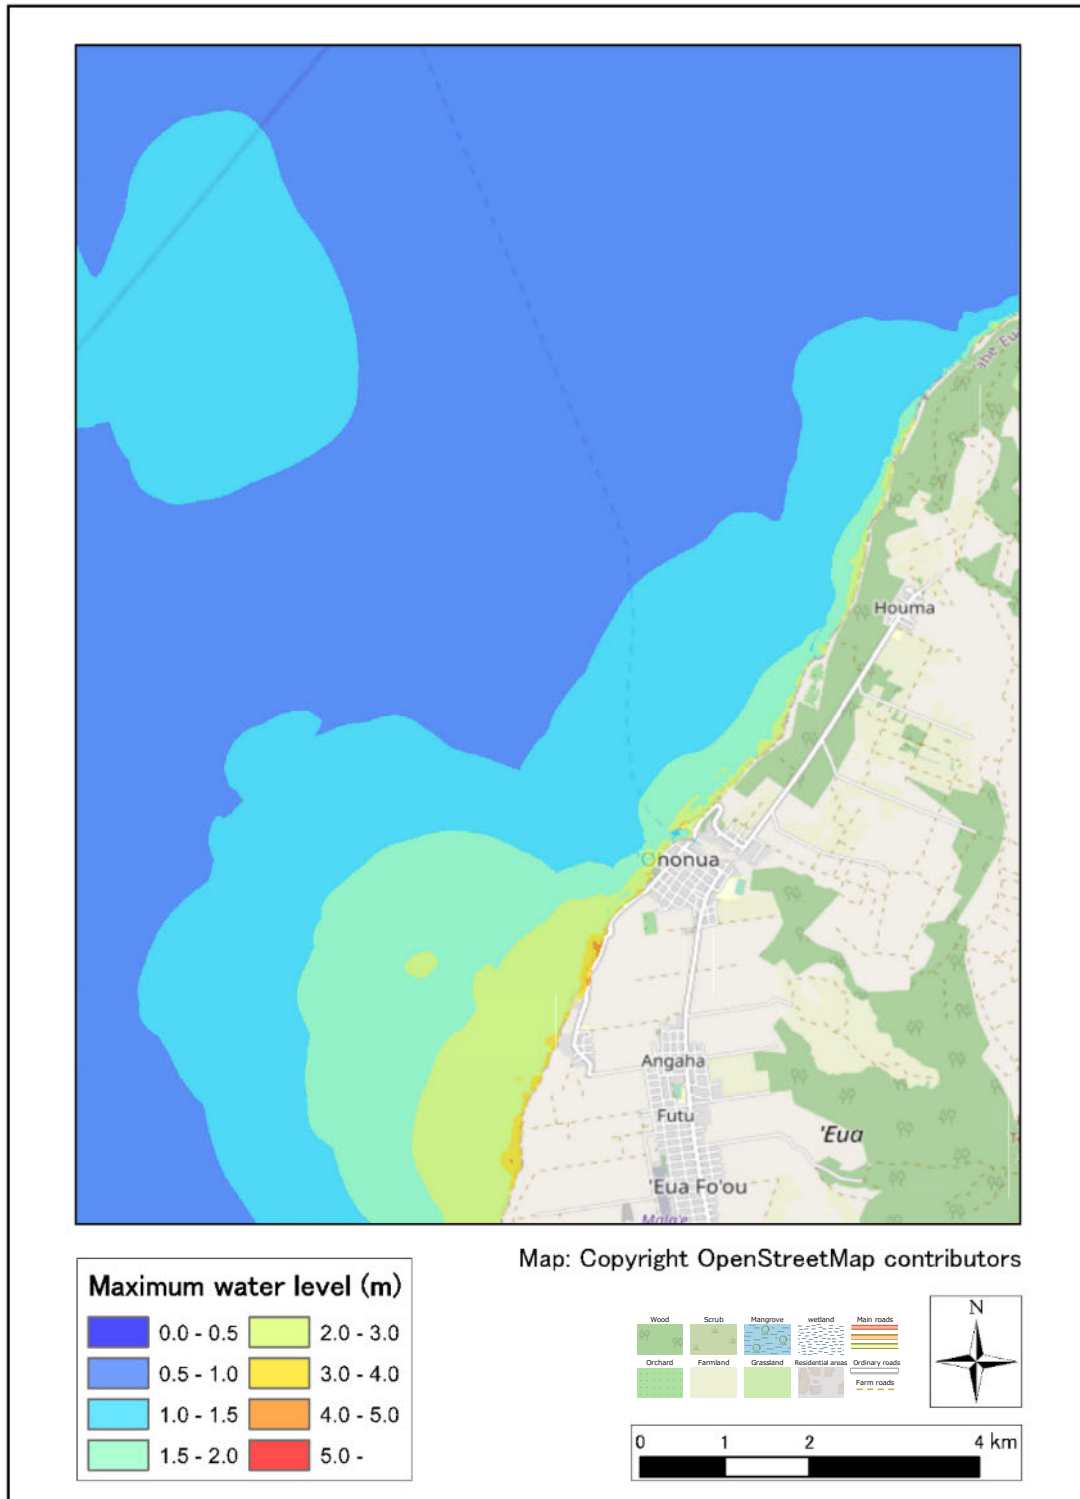 Houma
'Ononua
Angaha
Futu
'Eua
'Eua Fo'ou
Mala'e
Map: Copyright OpenStreetMap contributors
Maximum water level (m)
0.0 - 0.5
2.0 - 3.0
0.5 - 1.0
3.0 - 4.0
1.0 - 1.5
4.0 - 5.0
1.5 - 2.0
5.0 -
Wood
Scrub
Mangrove
wetland
Main roads
Orchard
Farmland
Grassland
Residential areas
Ordinary roads
Farm roads
N
0
1
2
4 km